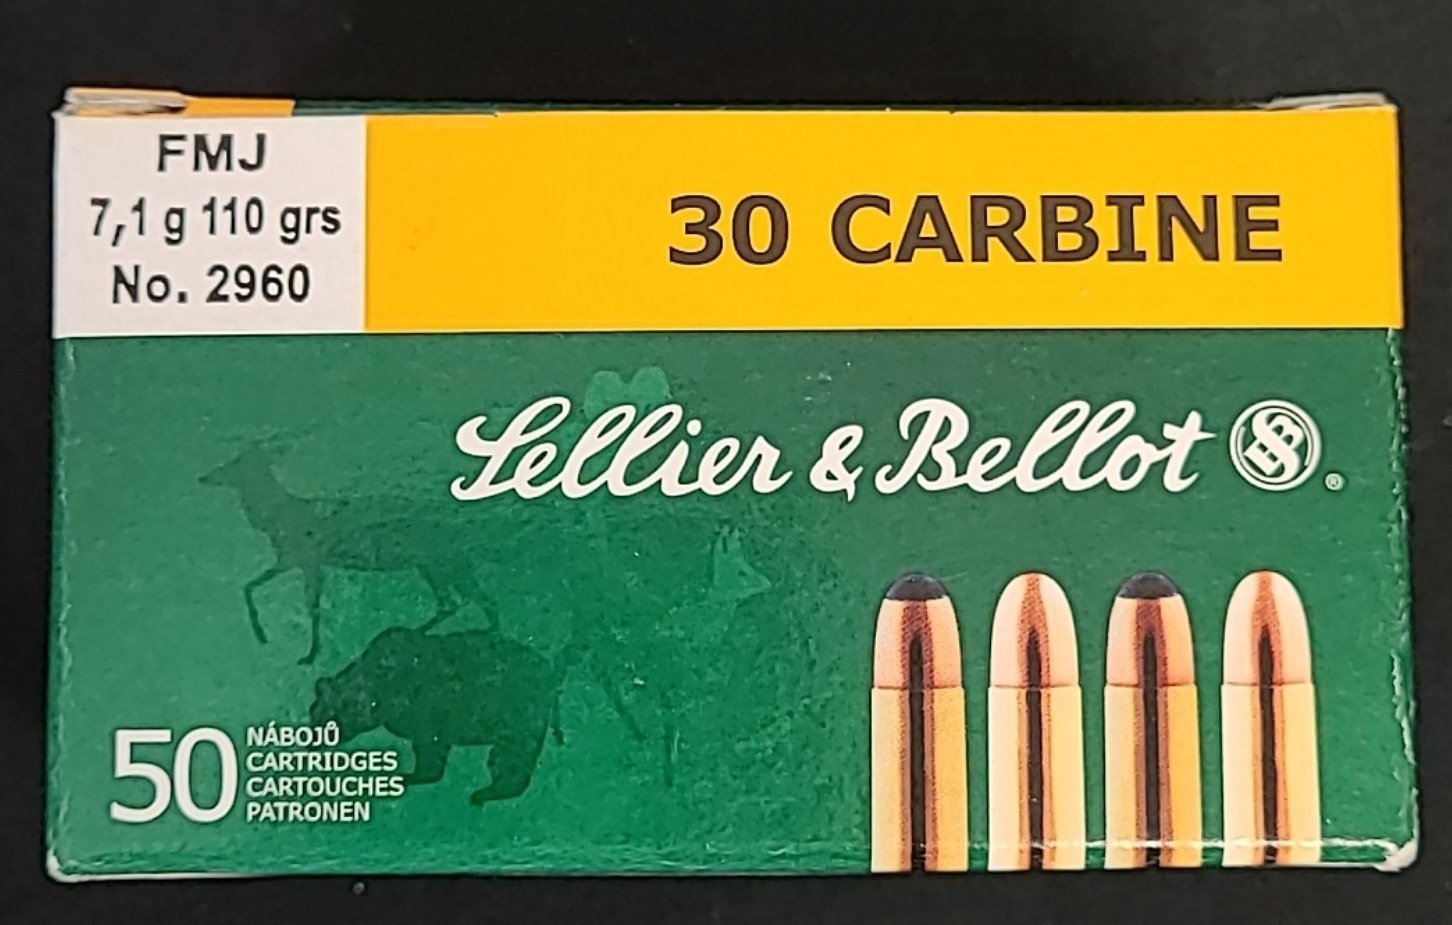 FMJ
7,1 g 110 grs
No. 2960
30 CARBINE
Sellier & Bellot
®
50
NÁBOJŮ
CARTRIDGES
CARTOUCHES
PATRONEN